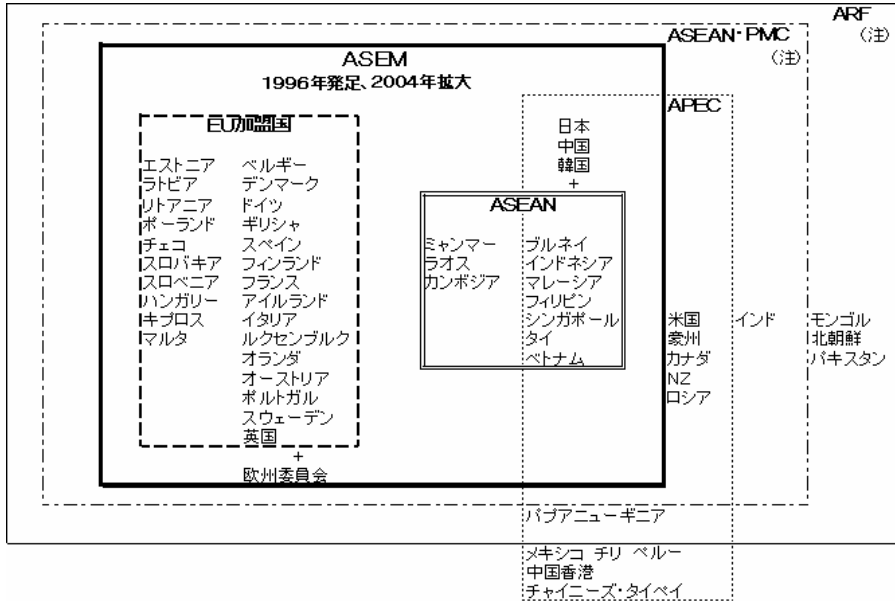 ARF
(注)
ASEAN・PMC
(注)
ASEM
1996年発足、2004年拡大
APEC
EU加盟国
エストニア
ラトビア
リトアニア
ポーランド
チェコ
スロバキア
スロベニア
ハンガリー
キプロス
マルタ
ベルギー
デンマーク
ドイツ
ギリシャ
スペイン
フィンランド
フランス
アイルランド
イタリア
ルクセンブルク
オランダ
オーストリア
ポルトガル
スウェーデン
英国
+
欧州委員会
日本
中国
韓国
+
ASEAN
ミャンマー
ラオス
カンボジア
ブルネイ
インドネシア
マレーシア
フィリピン
シンガポール
タイ
ベトナム
米国
豪州
カナダ
NZ
ロシア
インド
モンゴル
北朝鮮
パキスタン
パプアニューギニア
メキシコ チリ ペルー
中国香港
チャイニーズ・タイペイ